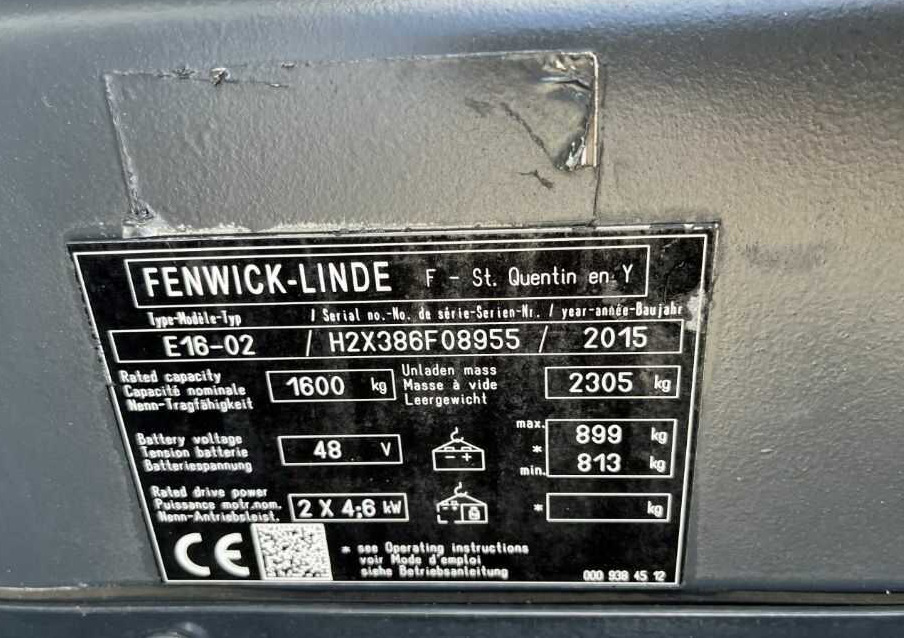 FENWICK-LINDE F - St. Quentin en Y
Type-Modèle-Typ / Serial no.-No. de série-Serien-Nr. / year-année-Baujahr
E16-02 / H2X386F08955 / 2015
Rated capacity
Capacité nominale
Nenn-Tragfähigkeit
1600 kg
Unladen mass
Masse à vide
Leergewicht
2305 kg
Battery voltage
Tension batterie
Batteriespannung
48 V
- +
max. 899 kg
*
min. 813 kg
Rated drive power
Puissance motr.nom.
Nenn-Antriebsleist.
2 X 4,6 kW
- +
* kg
CE
* see Operating instructions
voir Mode d'emploi
siehe Betriebsanleitung
000 938 45 12